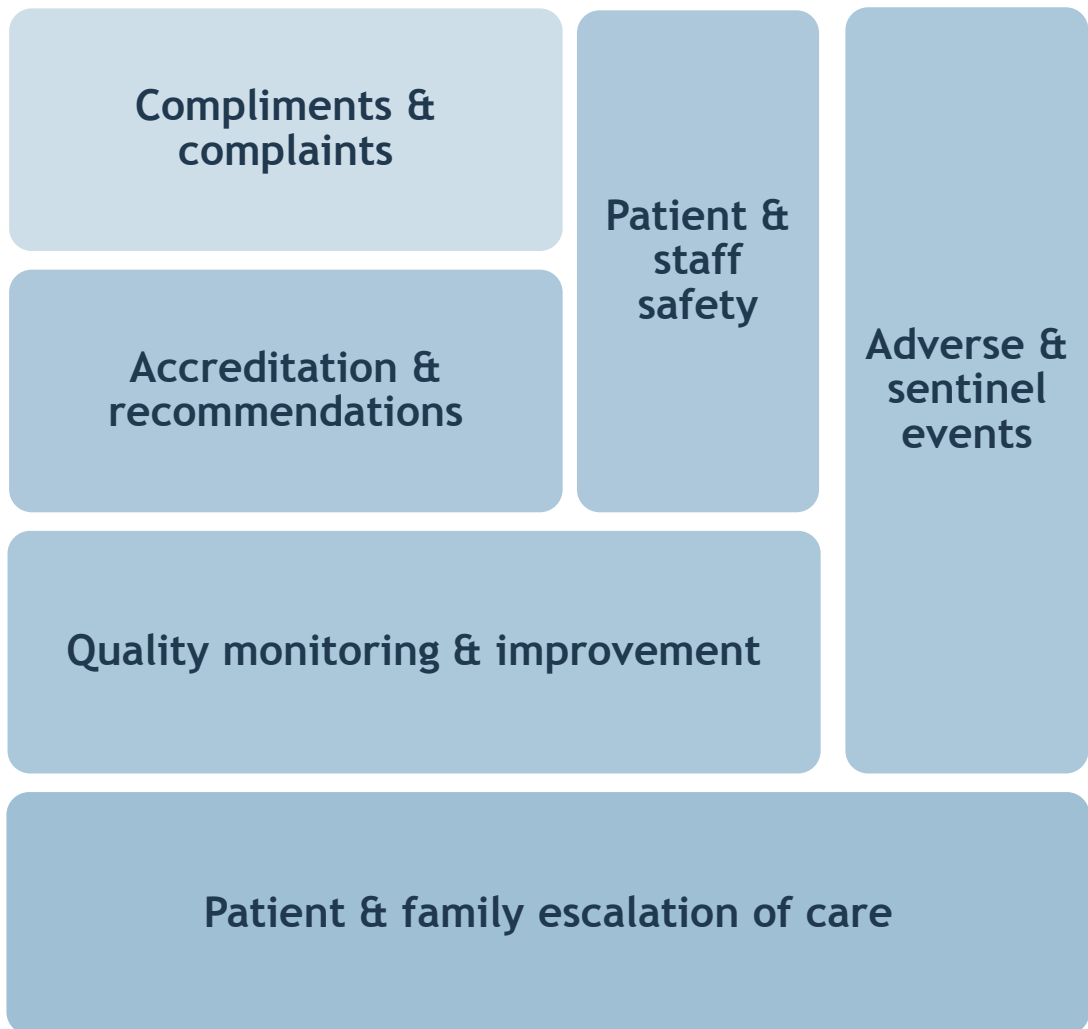 Compliments &
complaints
Patient &
staff
safety
Adverse &
sentinel
events
Accreditation &
recommendations
Quality monitoring & improvement
Patient & family escalation of care